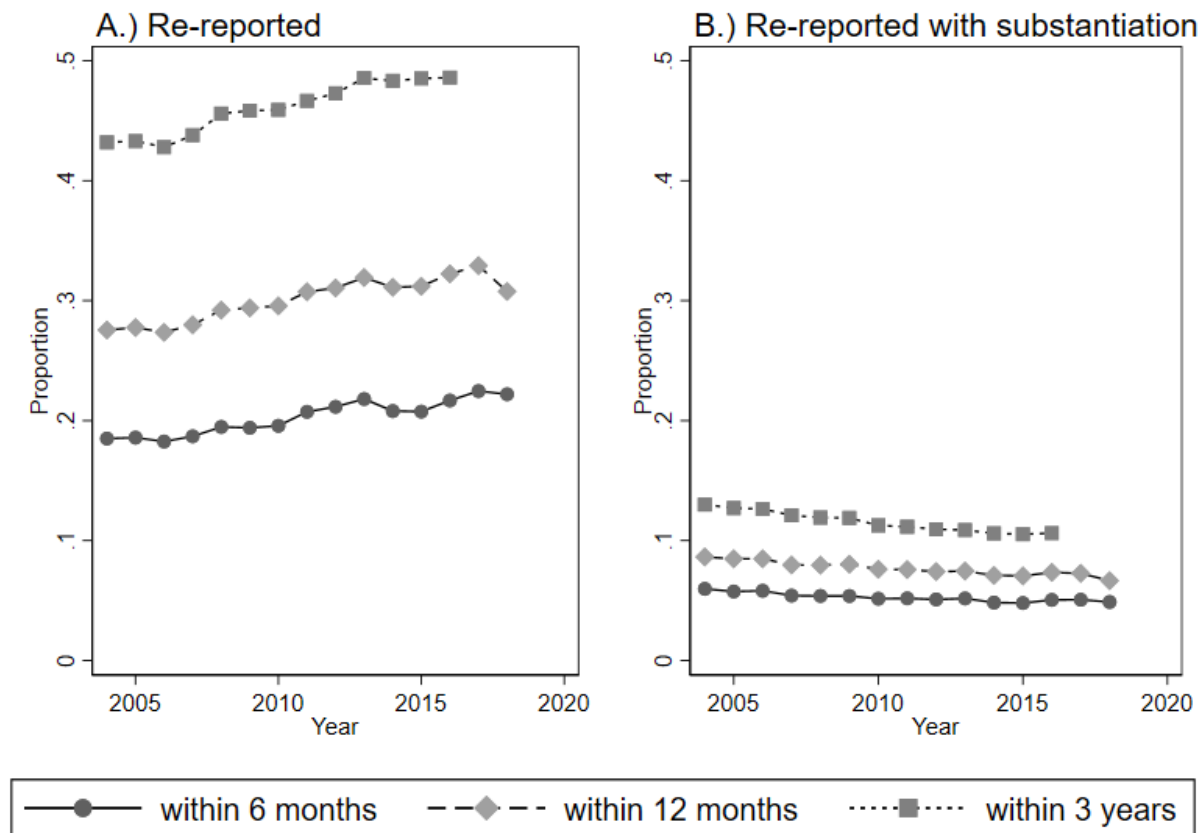 A.) Re-reported
B.) Re-reported with substantiation
.5
.4
.3
.2
.1
0
Proportion
2005
2010
2015
2020
Year
.5
.4
.3
.2
.1
0
Proportion
2005
2010
2015
2020
Year
within 6 months
within 12 months
within 3 years